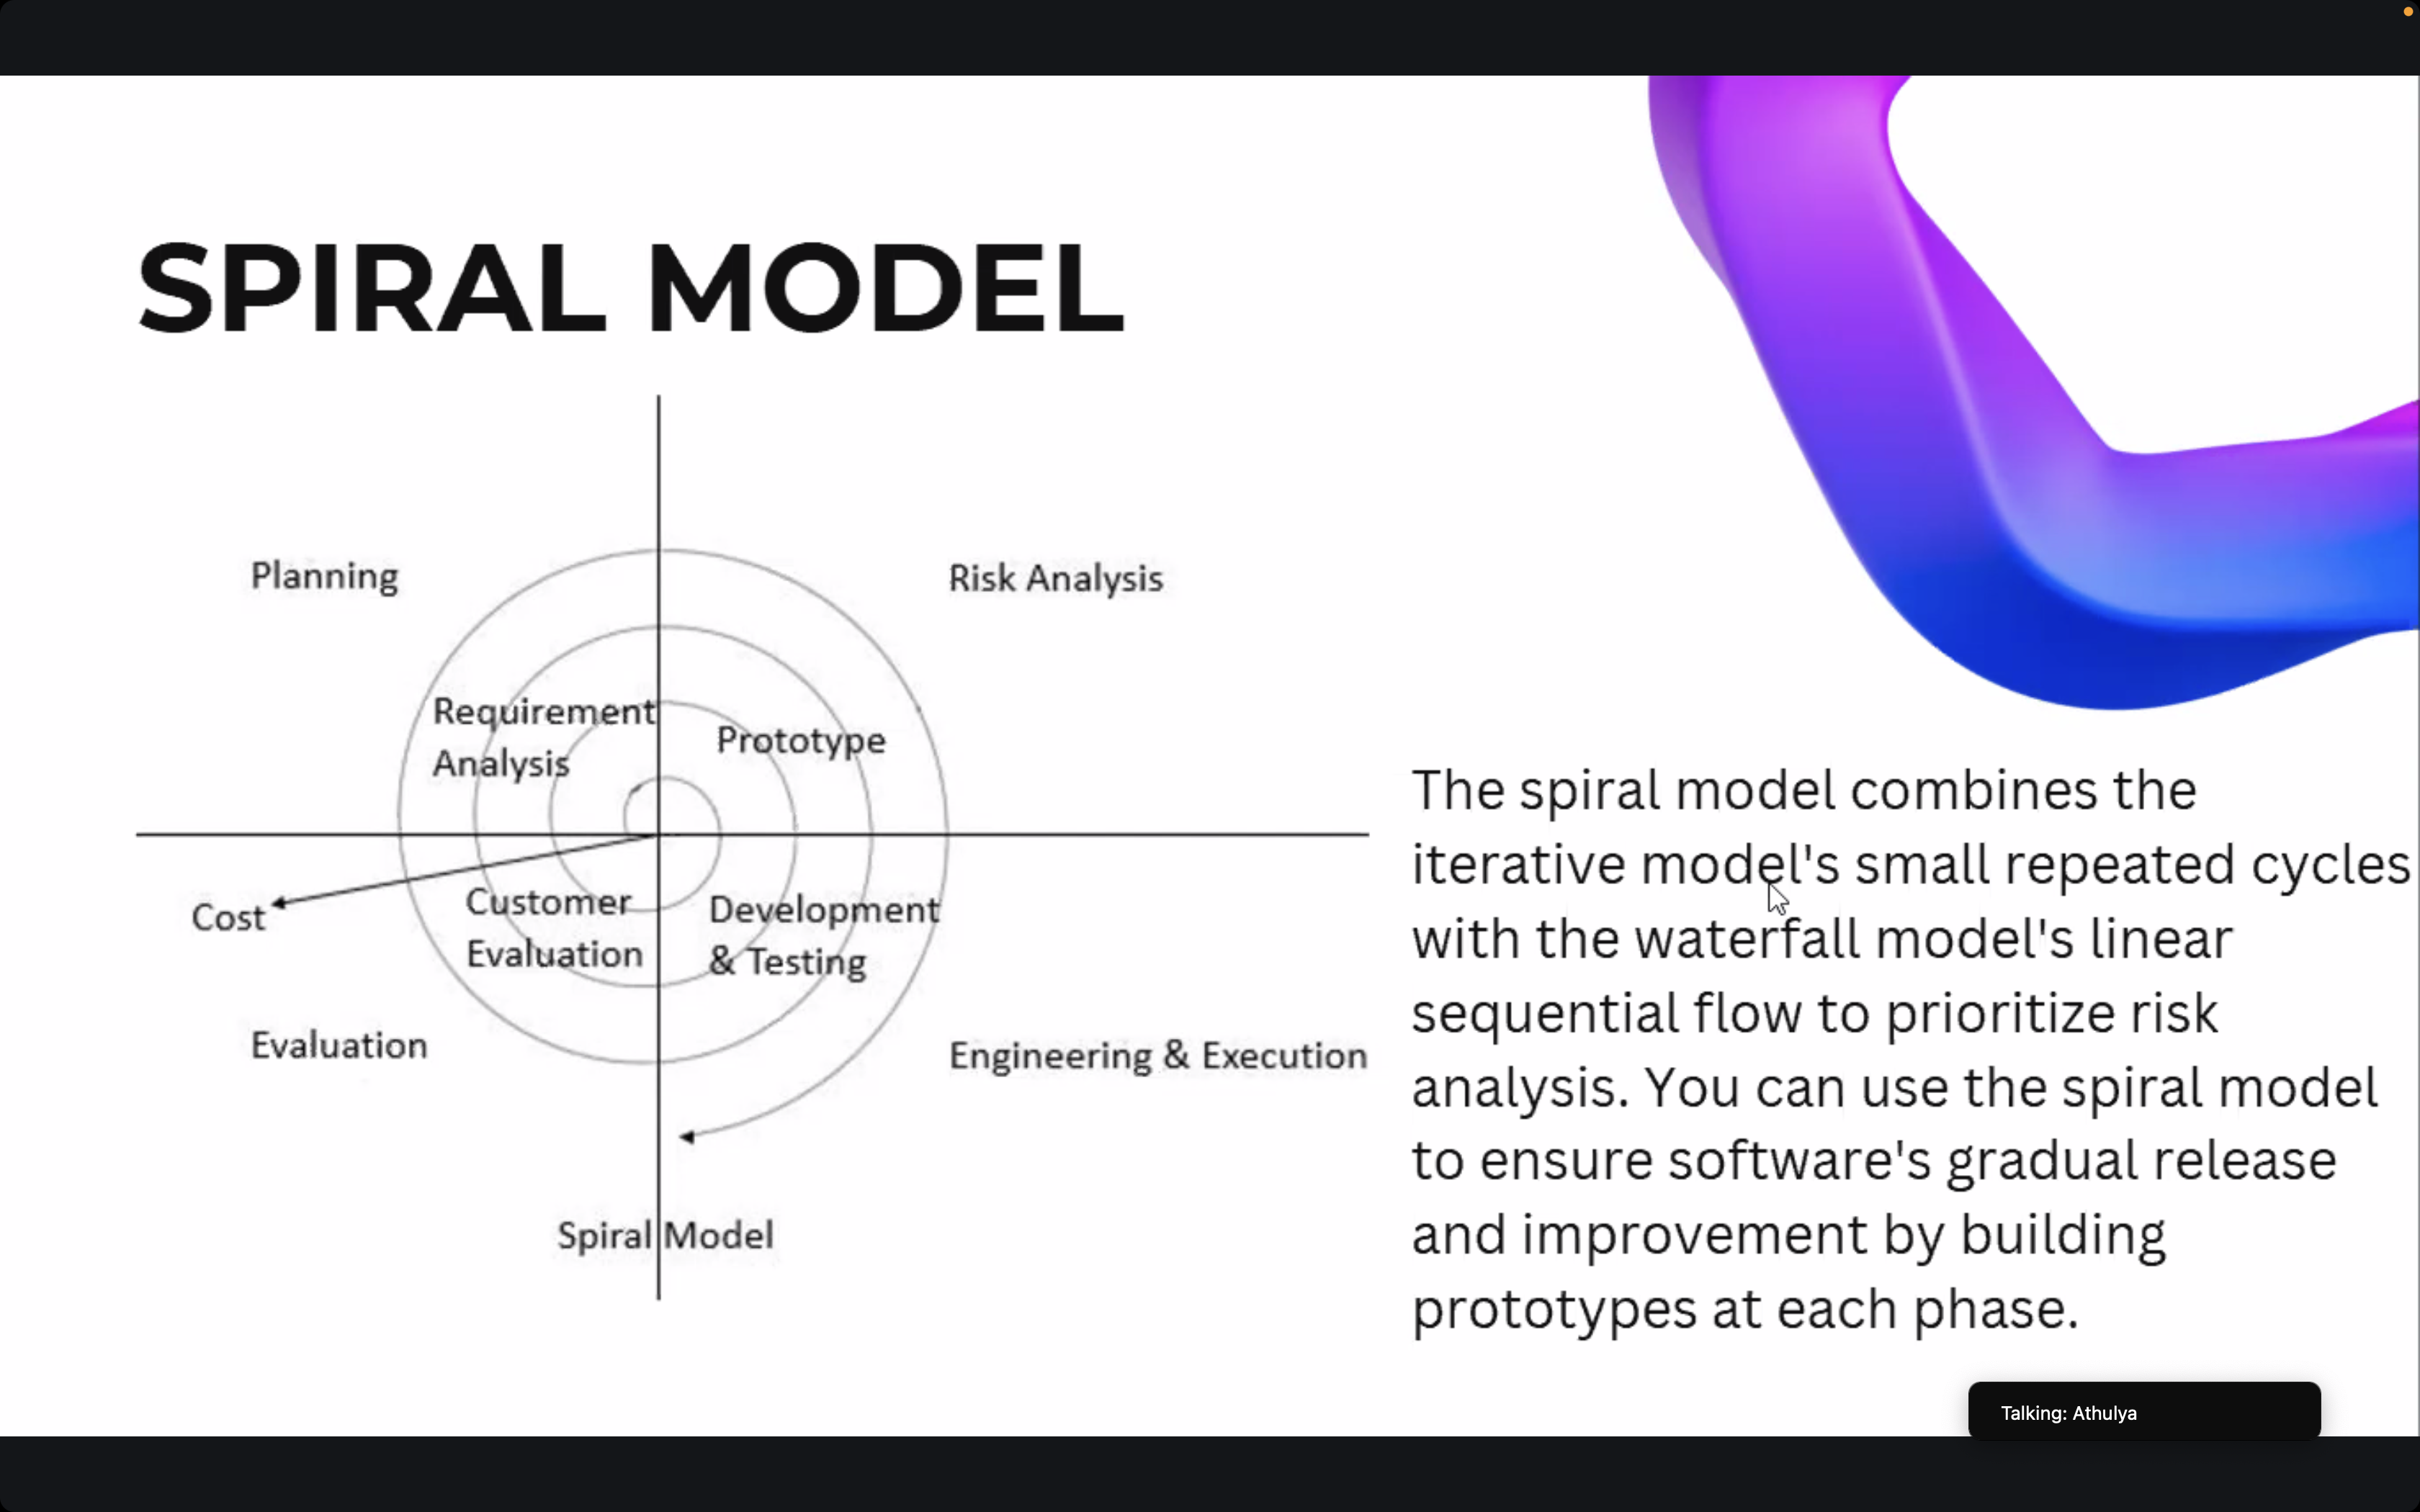 SPIRAL MODEL
Planning
Risk Analysis
Requirement
Analysis
Prototype
Cost
Customer
Evaluation
Development
& Testing
Evaluation
Engineering & Execution
Spiral Model
The spiral model combines the
iterative model's small repeated cycles
with the waterfall model's linear
sequential flow to prioritize risk
analysis. You can use the spiral model
to ensure software's gradual release
and improvement by building
prototypes at each phase.
Talking: Athulya